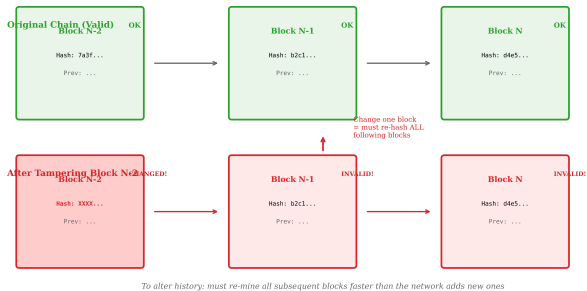 Original Chain (Valid)
OK
OK
OK
Block N-2
Block N-1
Block N
Hash: 7a3f...
Hash: b2c1...
Hash: d4e5...
Prev: ...
Prev: ...
Prev: ...
Change one block
= must re-hash ALL
following blocks
After Tampering Block N-2
CHANGED!
INVALID!
INVALID!
Block N-2
Block N-1
Block N
Hash: XXXX...
Hash: b2c1...
Hash: d4e5...
Prev: ...
Prev: ...
Prev: ...
To alter history: must re-mine all subsequent blocks faster than the network adds new ones